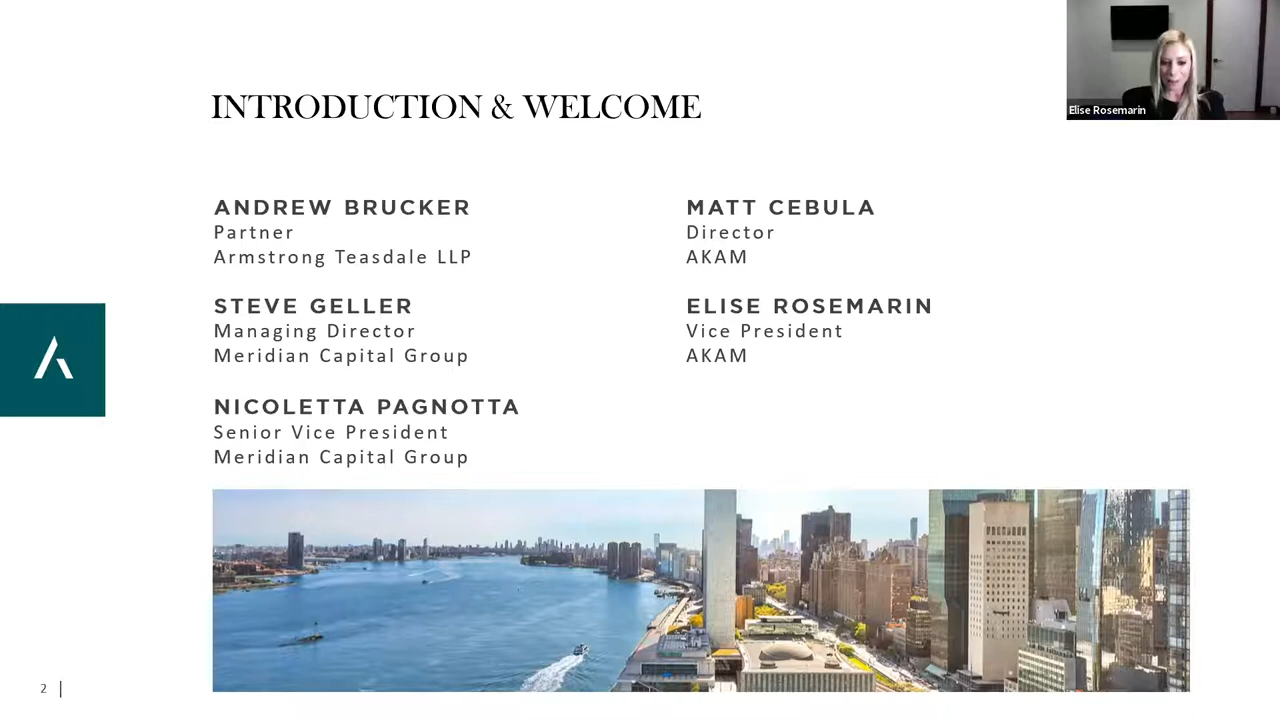 INTRODUCTION & WELCOME
Elise Rosemarin
ANDREW BRUCKER
Partner
Armstrong Teasdale LLP
STEVE GELLER
Managing Director
Meridian Capital Group
NICOLETTA PAGNOTTA
Senior Vice President
Meridian Capital Group
MATT CEBULA
Director
AKAM
ELISE ROSEMARIN
Vice President
AKAM
2